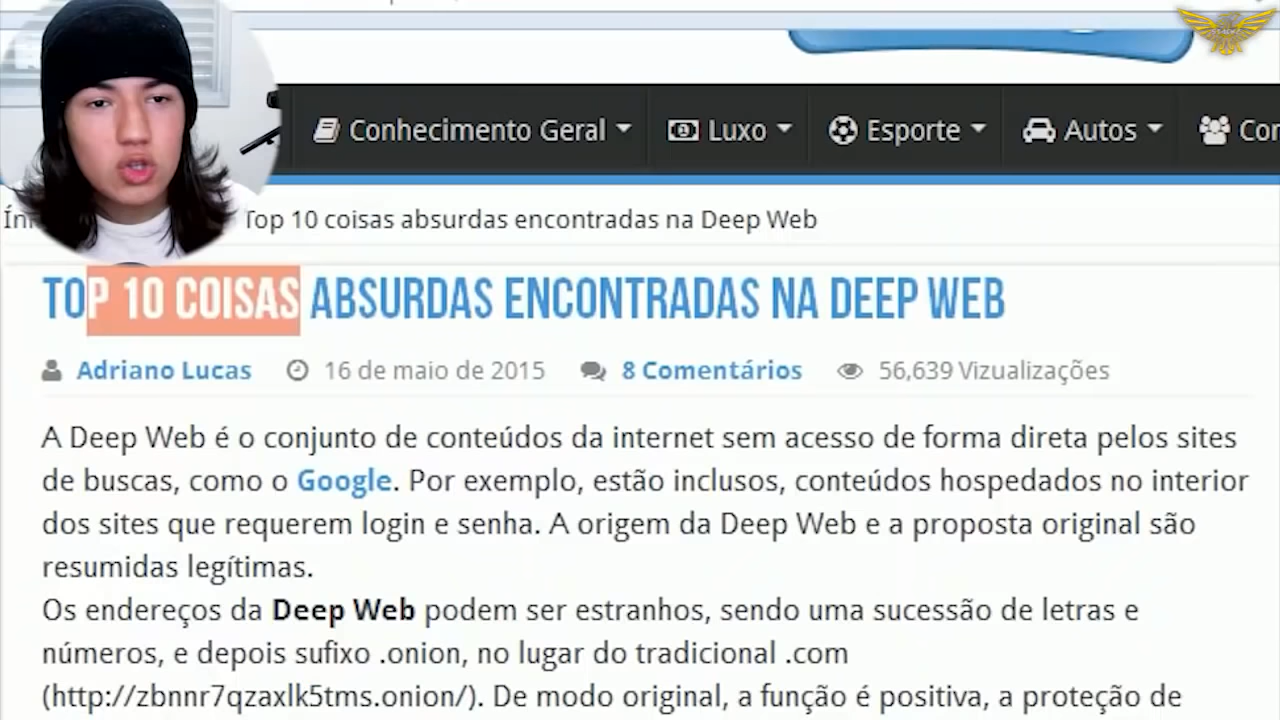 Conhecimento Geral Luxo Esporte Autos
Top 10 coisas absurdas encontradas na Deep Web
TOP 10 COISAS ABSURDAS ENCONTRADAS NA DEEP WEB
Adriano Lucas 16 de maio de 2015 8 Comentários 56,639 Vizualizações
A Deep Web é o conjunto de conteúdos da internet sem acesso de forma direta pelos sites
de buscas, como o Google. Por exemplo, estão inclusos, conteúdos hospedados no interior
dos sites que requerem login e senha. A origem da Deep Web e a proposta original são
resumidas legítimas.
Os endereços da Deep Web podem ser estranhos, sendo uma sucessão de letras e
números, e depois sufixo .onion, no lugar do tradicional .com
(http://zbnnr7qzaxlk5tms.onion/). De modo original, a função é positiva, a proteção de